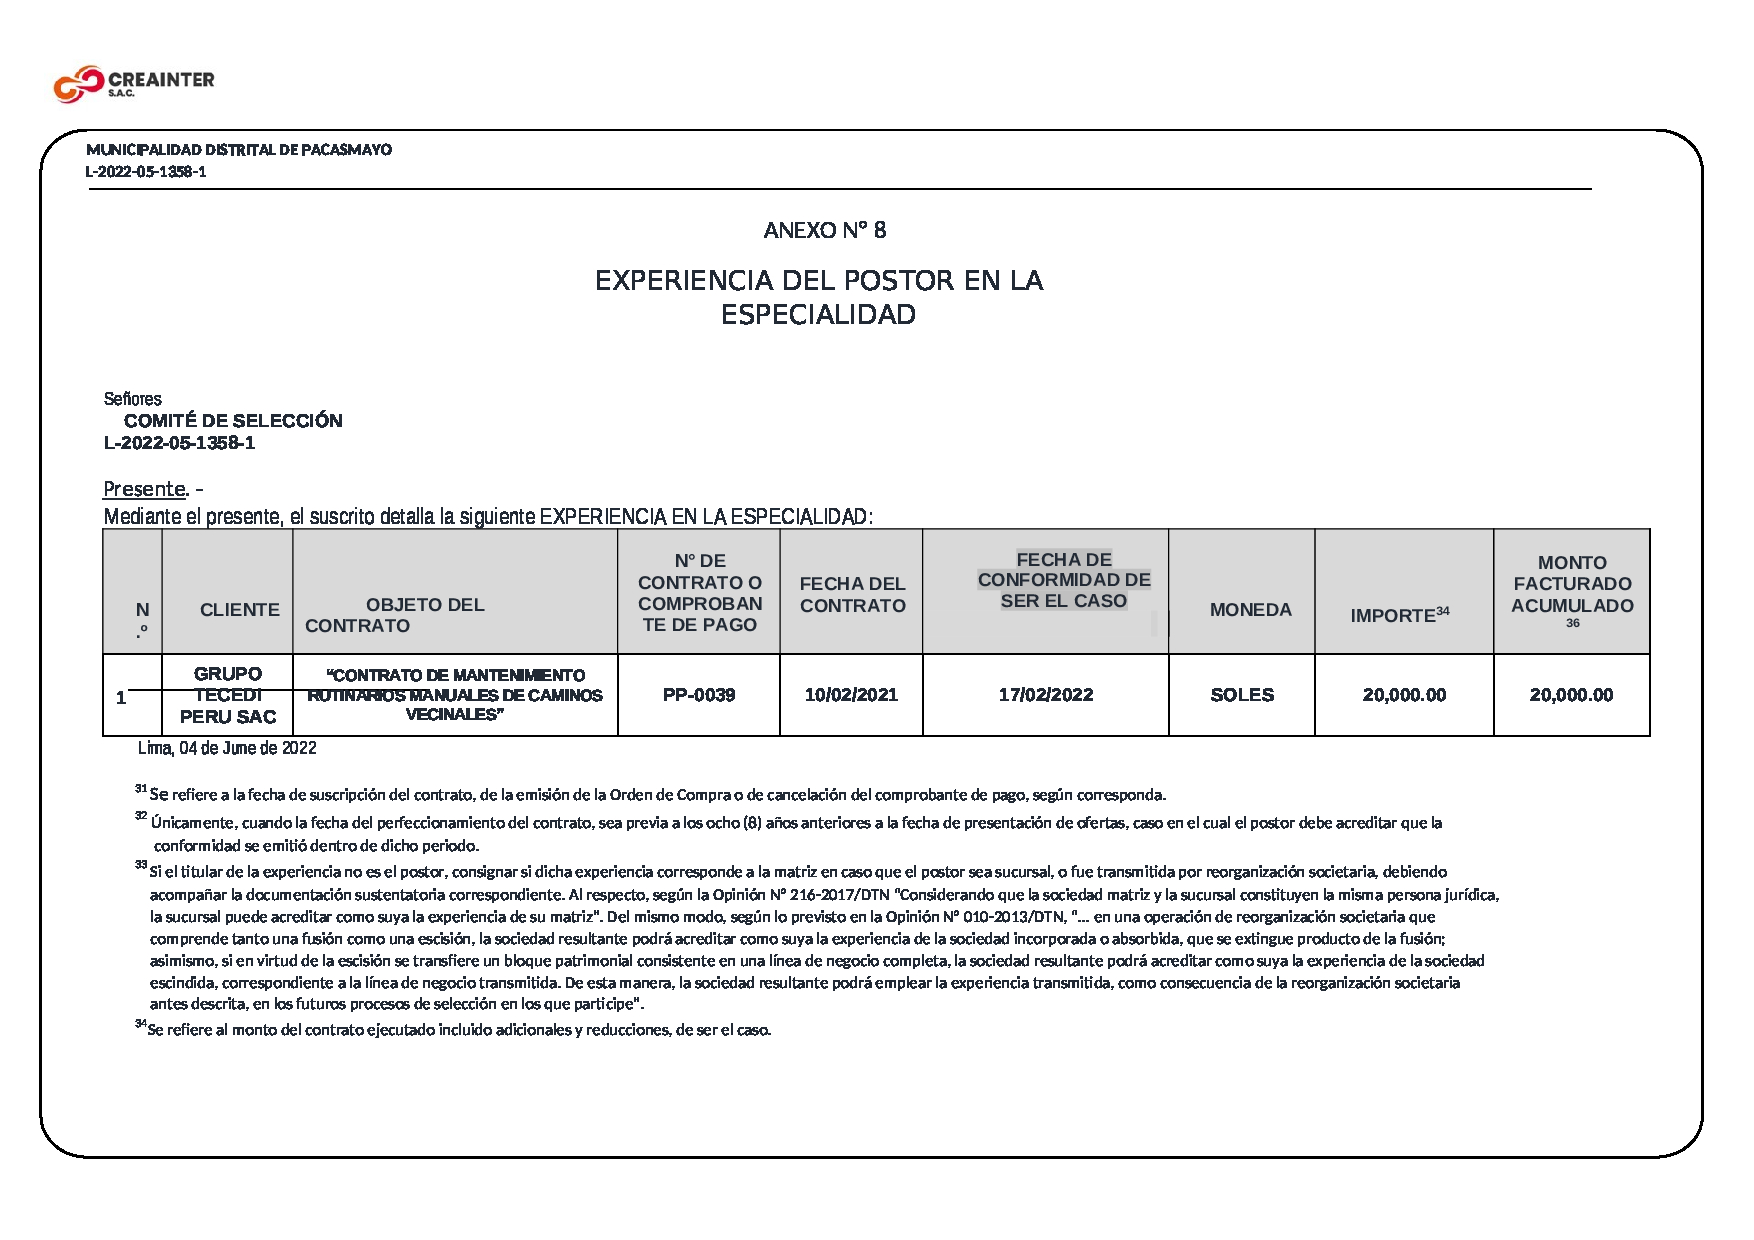 CREAINTER
S.A.C.
MUNICIPALIDAD DISTRITAL DE PACASMAYO
L-2022-05-1358-1
ANEXO Nº 8
EXPERIENCIA DEL POSTOR EN LA
ESPECIALIDAD
Señores
COMITÉ DE SELECCIÓN
L-2022-05-1358-1
Presente. -
Mediante el presente, el suscrito detalla la siguiente EXPERIENCIA EN LA ESPECIALIDAD:
N
.º
CLIENTE
OBJETO DEL
CONTRATO
Nº DE
CONTRATO O
COMPROBAN
TE DE PAGO
FECHA DEL
CONTRATO
FECHA DE
CONFORMIDAD DE
SER EL CASO
MONEDA
IMPORTE34
MONTO
FACTURADO
ACUMULADO
36
1
GRUPO
TECEDI
PERU SAC
“CONTRATO DE MANTENIMIENTO
RUTINARIOS MANUALES DE CAMINOS
VECINALES”
PP-0039
10/02/2021
17/02/2022
SOLES
20,000.00
20,000.00
Lima, 04 de June de 2022
31 Se refiere a la fecha de suscripción del contrato, de la emisión de la Orden de Compra o de cancelación del comprobante de pago, según corresponda.
32 Únicamente, cuando la fecha del perfeccionamiento del contrato, sea previa a los ocho (8) años anteriores a la fecha de presentación de ofertas, caso en el cual el postor debe acreditar que la
conformidad se emitió dentro de dicho periodo.
33 Si el titular de la experiencia no es el postor, consignar si dicha experiencia corresponde a la matriz en caso que el postor sea sucursal, o fue transmitida por reorganización societaria, debiendo
acompañar la documentación sustentatoria correspondiente. Al respecto, según la Opinión Nº 216-2017/DTN "Considerando que la sociedad matriz y la sucursal constituyen la misma persona jurídica,
la sucursal puede acreditar como suya la experiencia de su matriz". Del mismo modo, según lo previsto en la Opinión Nº 010-2013/DTN, "... en una operación de reorganización societaria que
comprende tanto una fusión como una escisión, la sociedad resultante podrá acreditar como suya la experiencia de la sociedad incorporada o absorbida, que se extingue producto de la fusión;
asimismo, si en virtud de la escisión se transfiere un bloque patrimonial consistente en una línea de negocio completa, la sociedad resultante podrá acreditar como suya la experiencia de la sociedad
escindida, correspondiente a la línea de negocio transmitida. De esta manera, la sociedad resultante podrá emplear la experiencia transmitida, como consecuencia de la reorganización societaria
antes descrita, en los futuros procesos de selección en los que participe".
34Se refiere al monto del contrato ejecutado incluido adicionales y reducciones, de ser el caso.